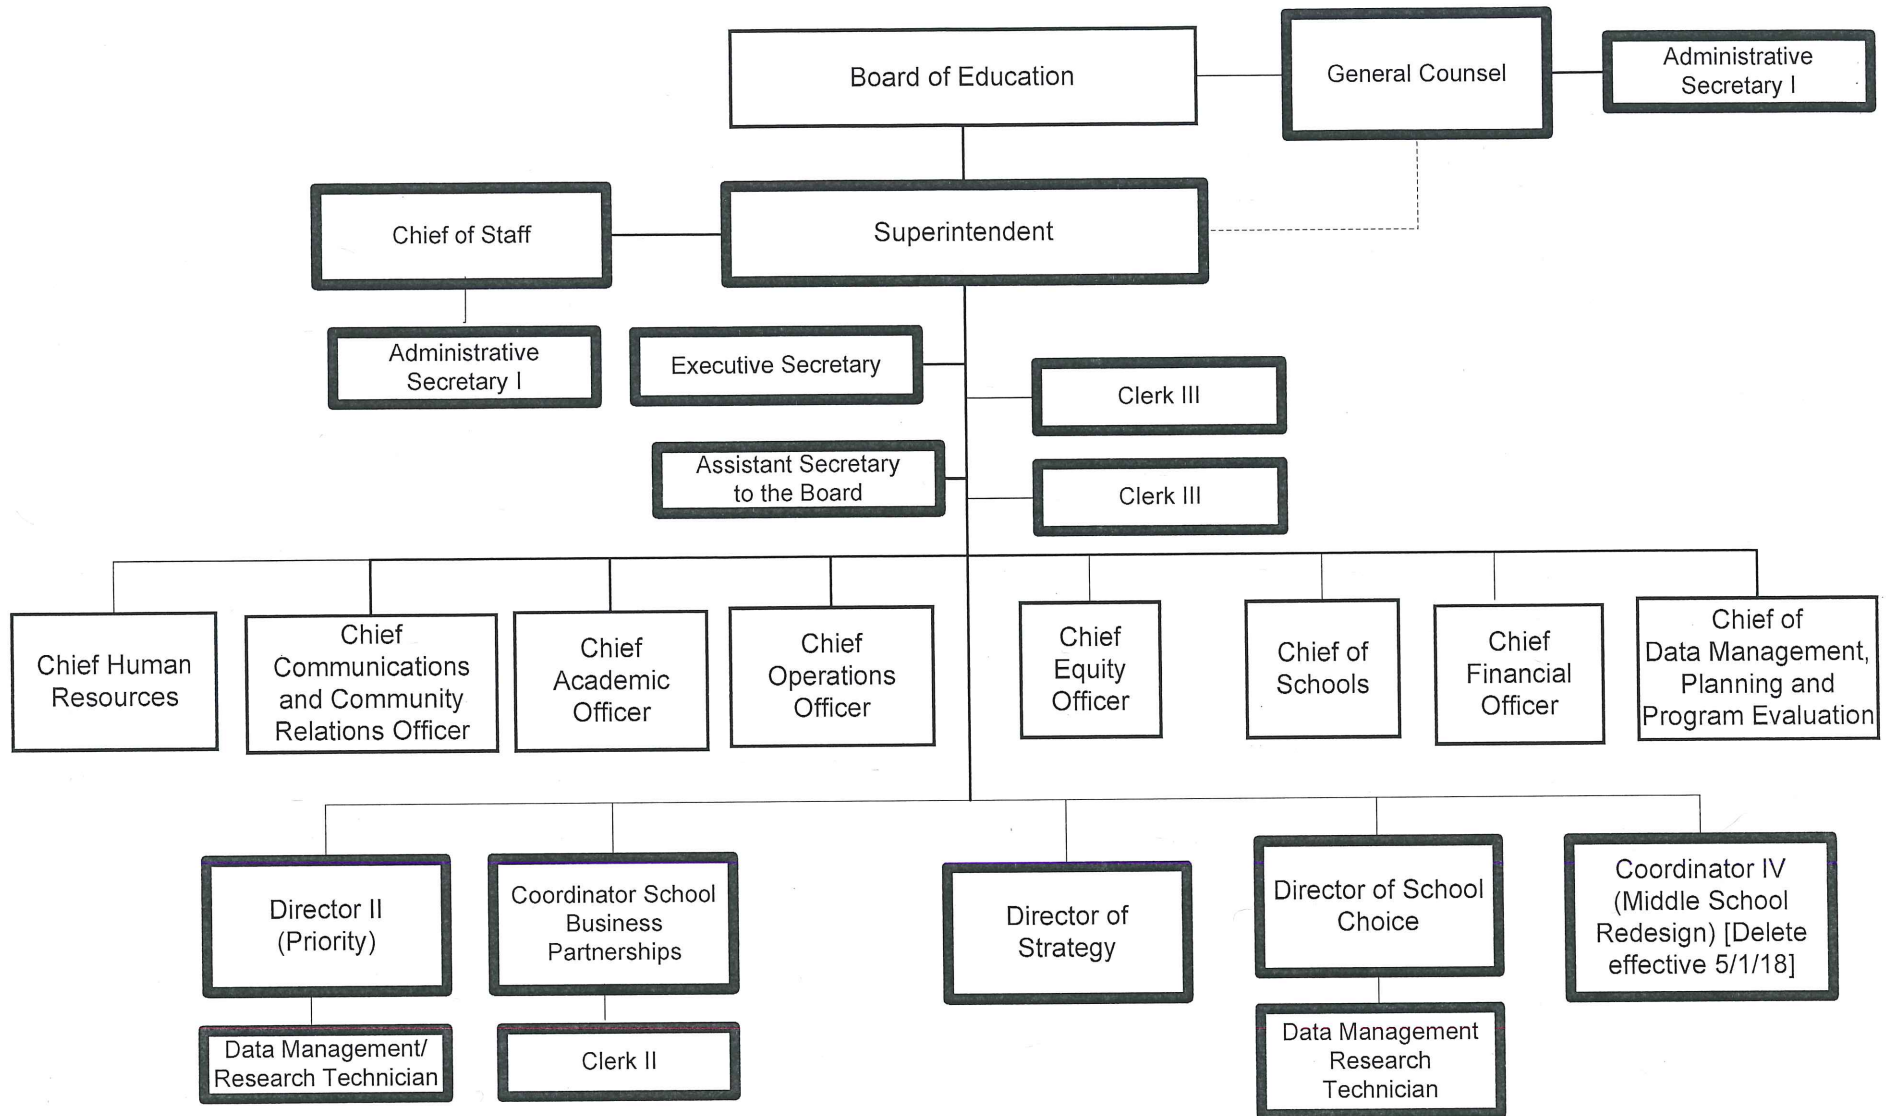 Board of Education
General Counsel
Administrative
Secretary I
Chief of Staff
Superintendent
Administrative
Secretary I
Executive Secretary
Clerk III
Assistant Secretary
to the Board
Clerk III
Chief Human
Resources
Chief
Communications
and Community
Relations Officer
Chief
Academic
Officer
Chief
Operations
Officer
Chief
Equity
Officer
Chief of
Schools
Chief
Financial
Officer
Chief of
Data Management,
Planning and
Program Evaluation
Director II
(Priority)
Coordinator School
Business
Partnerships
Director of
Strategy
Director of School
Choice
Coordinator IV
(Middle School
Redesign) [Delete
effective 5/1/18]
Data Management/
Research Technician
Clerk II
Data Management
Research
Technician